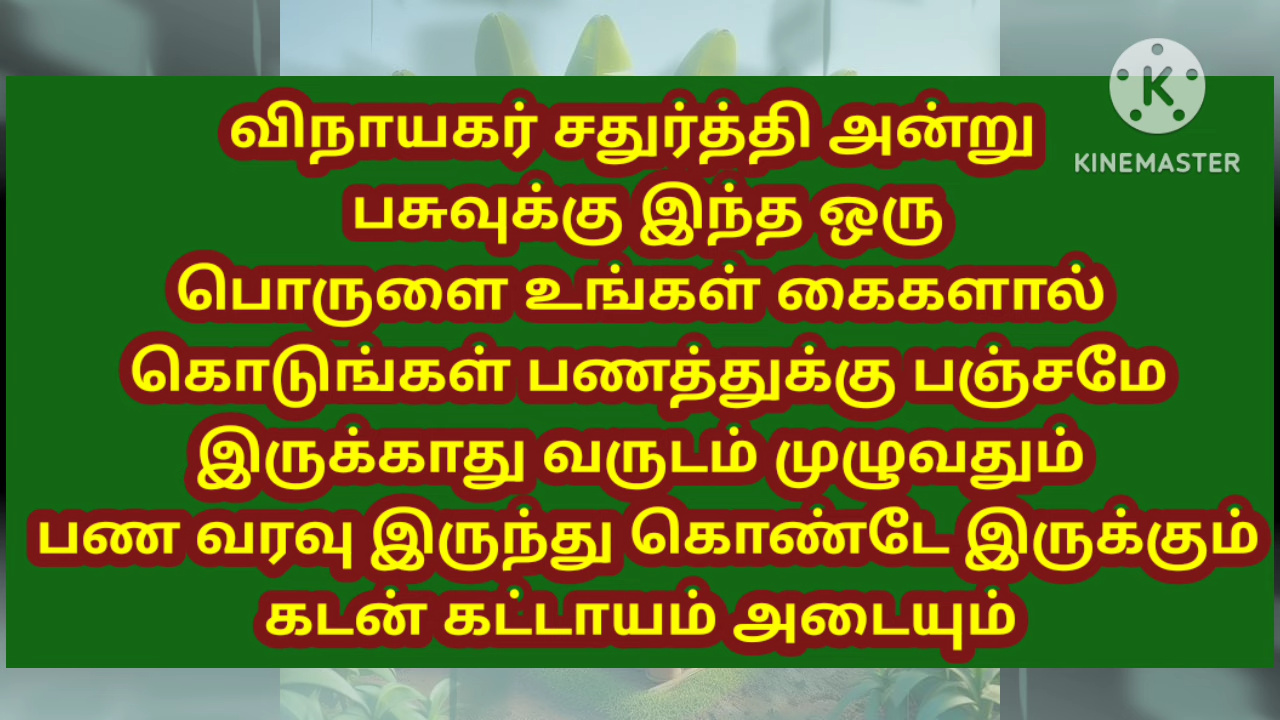 விநாயகர் சதுர்த்தி அன்று
பசுவுக்கு இந்த ஒரு
பொருளை உங்கள் கைகளால்
கொடுங்கள் பணத்துக்கு பஞ்சமே
இருக்காது வருடம் முழுவதும்
பண வரவு இருந்து கொண்டே இருக்கும்
கடன் கட்டாயம் அடையும்
K
KINEMASTER